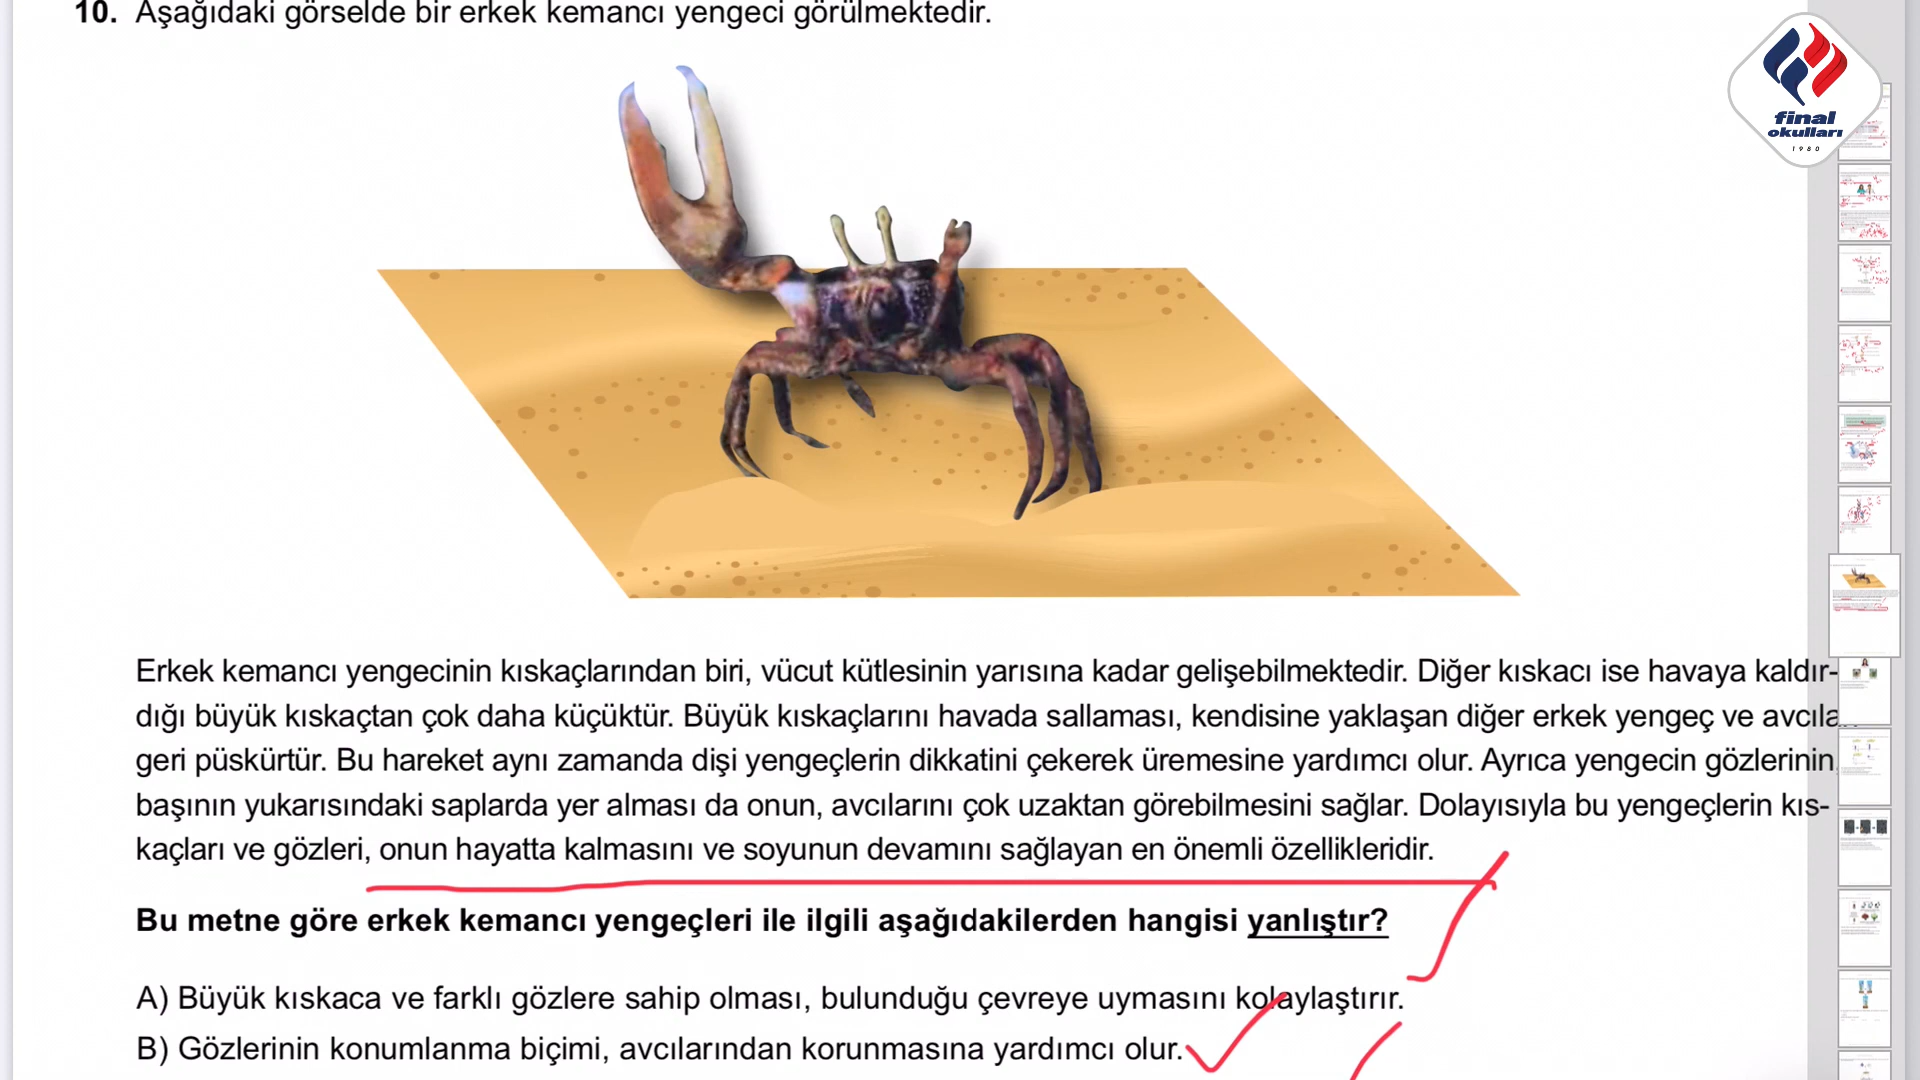 10. Aşağıdaki görselde bir erkek kemancı yengeci görülmektedir.
final
okulları
1980
Erkek kemancı yengecinin kıskaçlarından biri, vücut kütlesinin yarısına kadar gelişebilmektedir. Diğer kıskacı ise havaya kaldır-
dığı büyük kıskaçtan çok daha küçüktür. Büyük kıskaçlarını havada sallaması, kendisine yaklaşan diğer erkek yengeç ve
geri püskürtür. Bu hareket aynı zamanda dişi yengeçlerin dikkatini çekerek üremesine yardımcı olur. Ayrıca yengecin gözlerinin,
başının yukarısındaki saplarda yer alması da onun, avcılarını çok uzaktan görebilmesini sağlar. Dolayısıyla bu yengeçlerin kıs-
kaçları ve gözleri, onun hayatta kalmasını ve soyunun devamını sağlayan en önemli özellikleridir.
Bu metne göre erkek kemancı yengeçleri ile ilgili aşağıdakilerden hangisi yanlıştır?
A) Büyük kıskaca ve farklı gözlere sahip olması, bulunduğu çevreye uymasını kolaylaştırır.
B) Gözlerinin konumlanma biçimi, avcılarından korunmasına yardımcı olur.